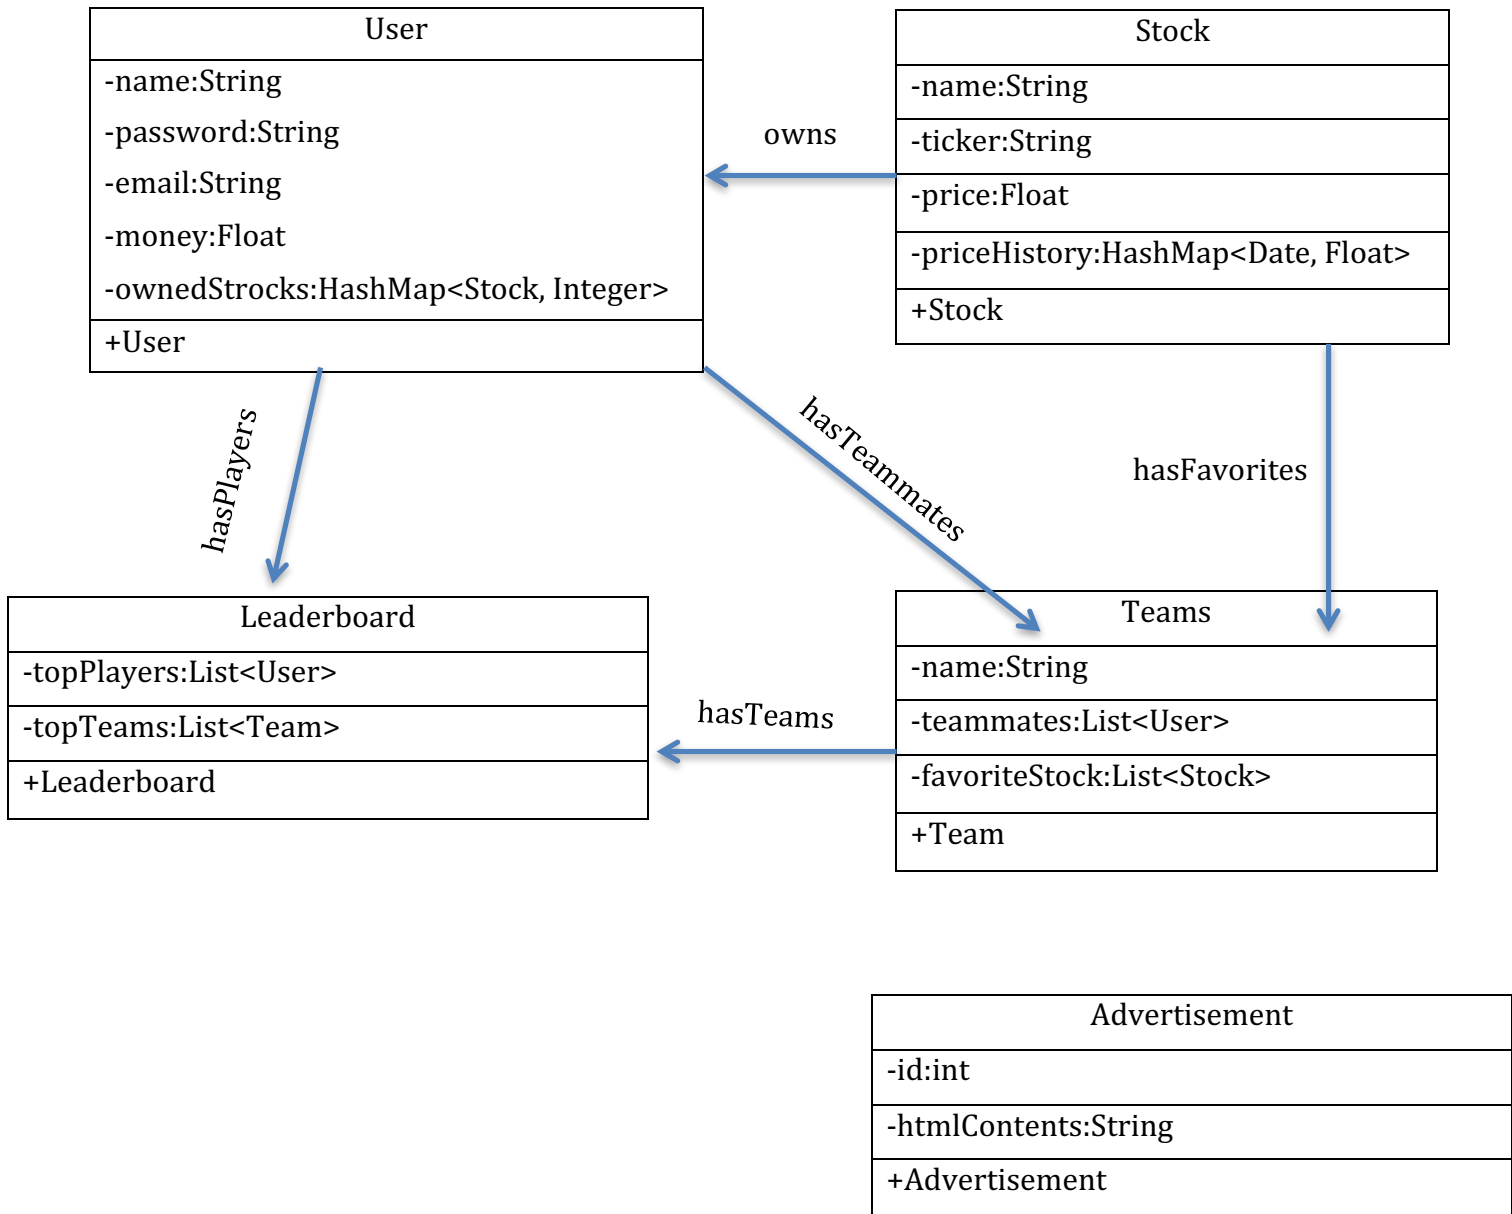 User
-name:String
-password:String
-email:String
-money:Float
-ownedStrocks:HashMap<Stock, Integer>
+User
owns
Stock
-name:String
-ticker:String
-price:Float
-priceHistory:HashMap<Date, Float>
+Stock
hasPlayers
hasTeammates
hasFavorites
Leaderboard
-topPlayers:List<User>
-topTeams:List<Team>
+Leaderboard
hasTeams
Teams
-name:String
-teammates:List<User>
-favoriteStock:List<Stock>
+Team
Advertisement
-id:int
-htmlContents:String
+Advertisement